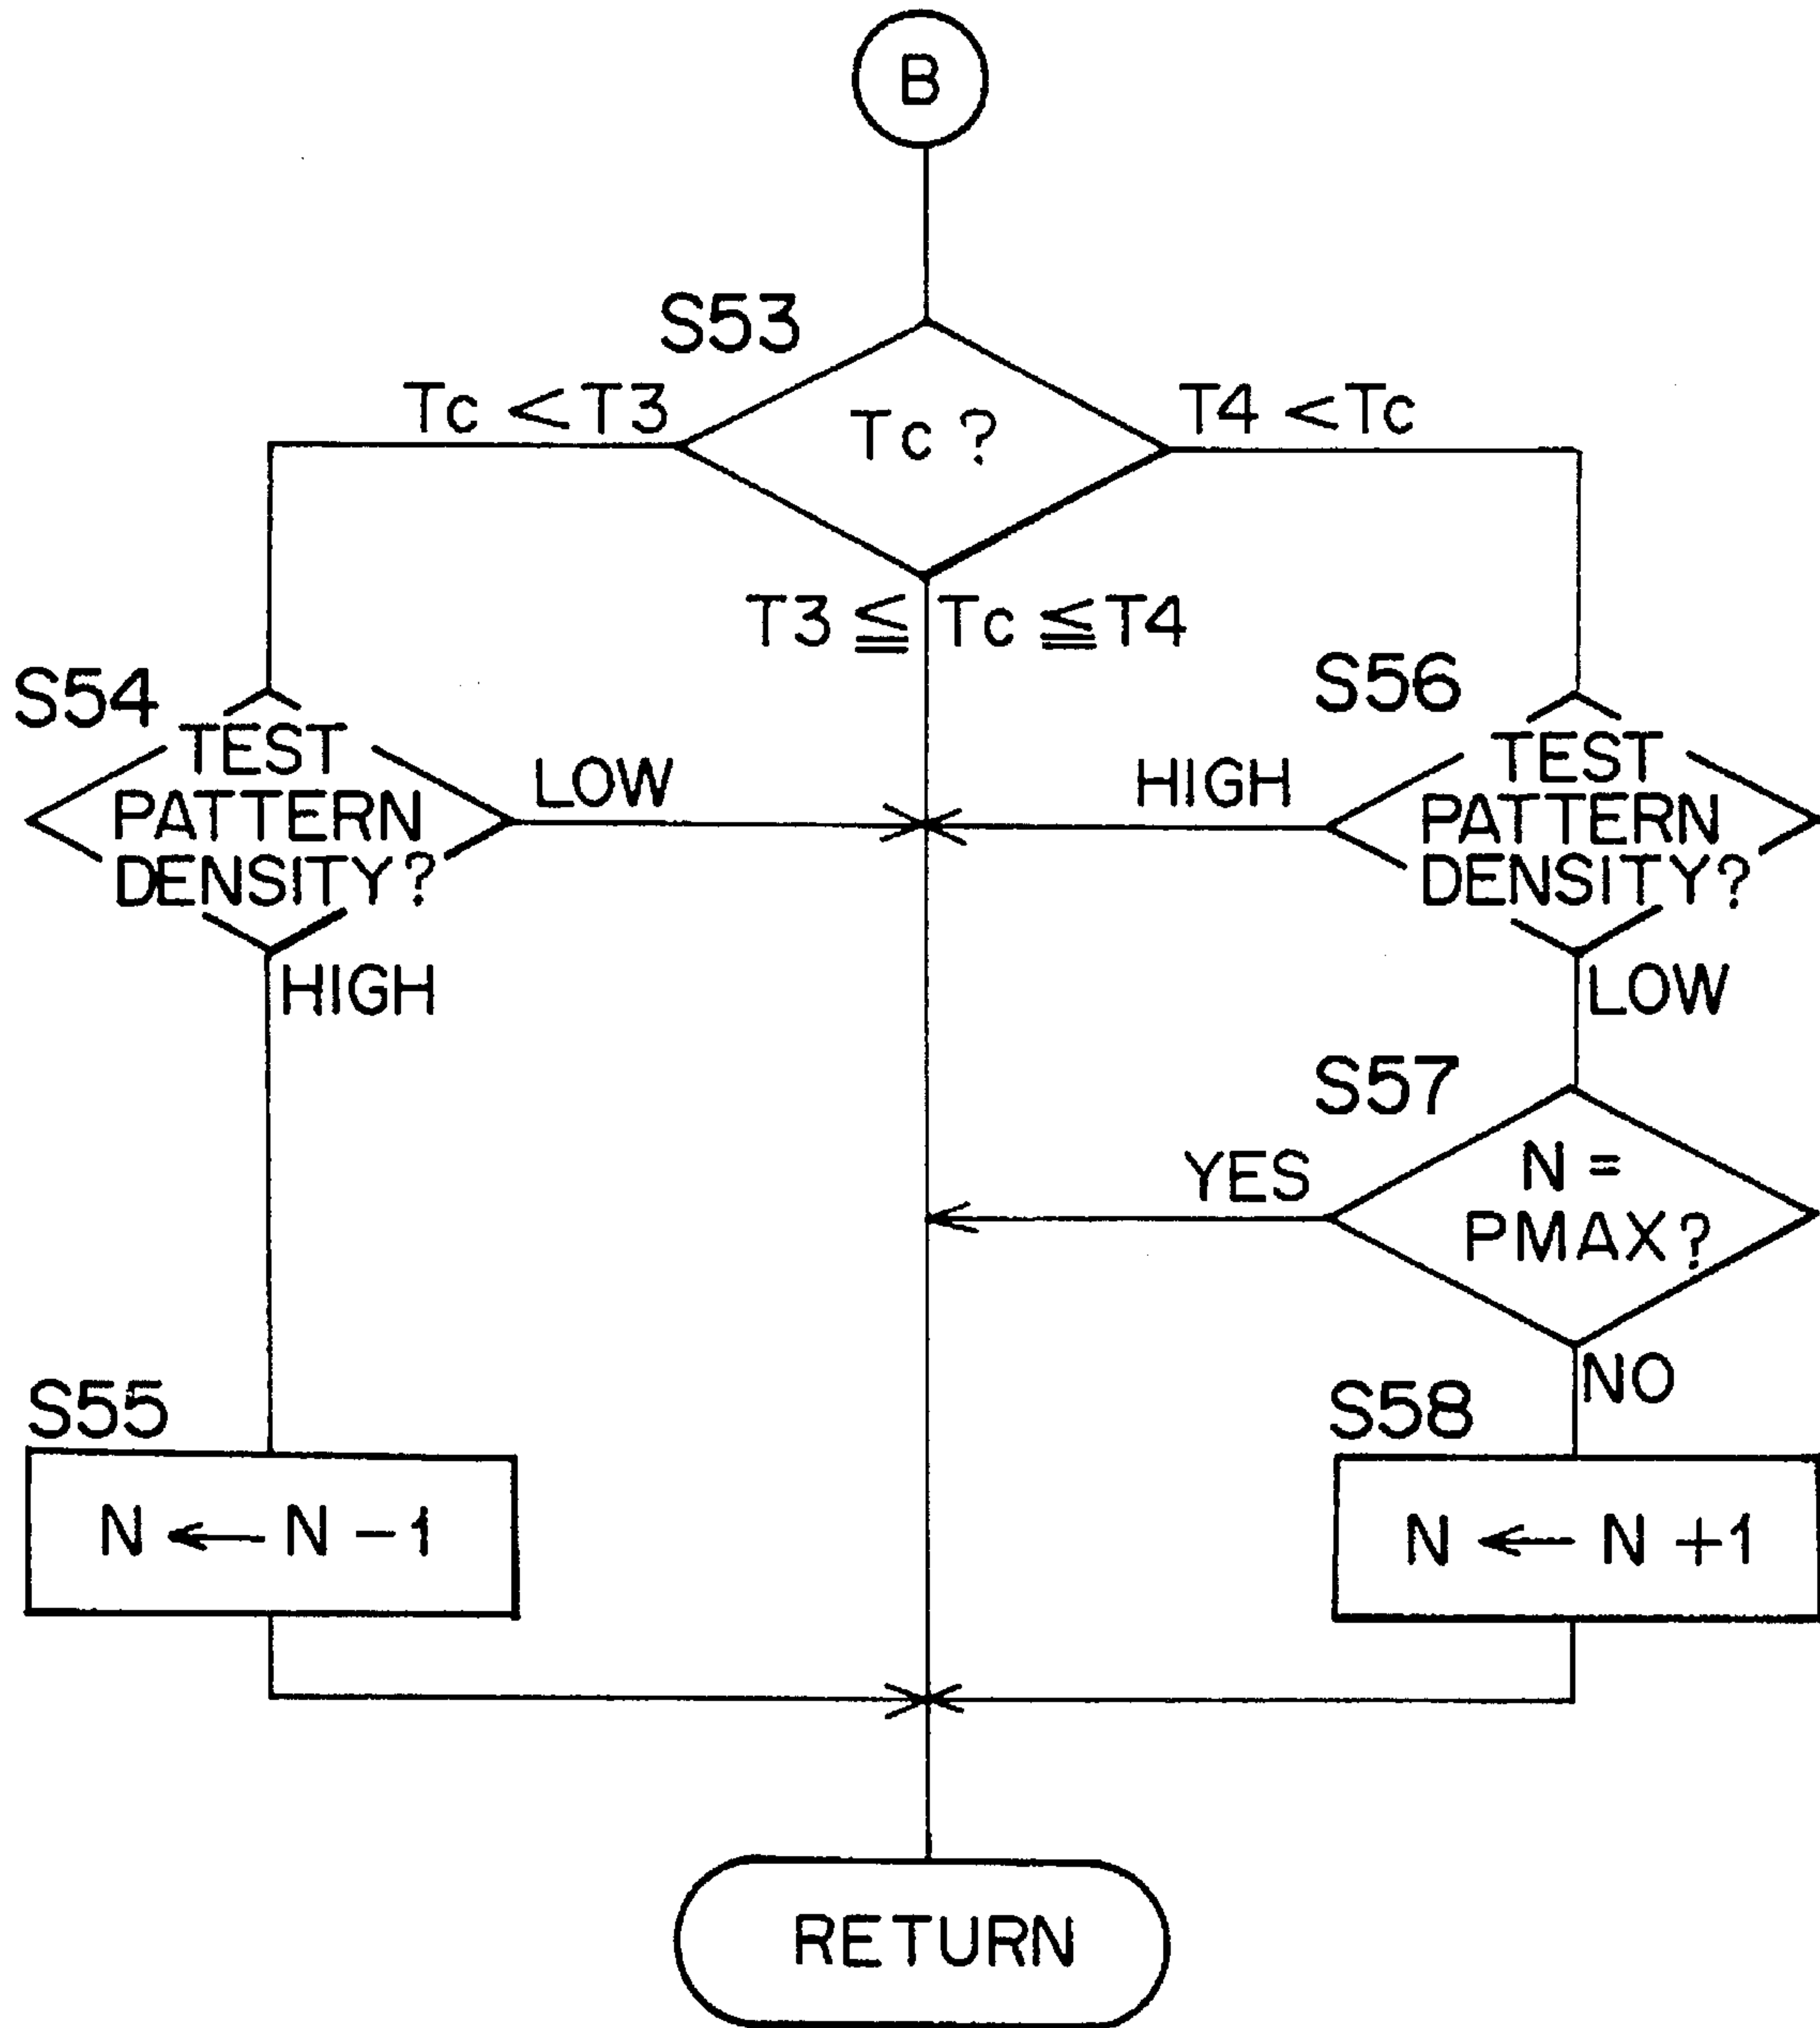 B
S53
Tc < T3
Tc ?
T4 < Tc
T3 ≦ Tc ≦ T4
S54
TEST
PATTERN
DENSITY?
LOW
HIGH
S56
TEST
PATTERN
DENSITY?
HIGH
LOW
S57
N =
PMAX?
YES
NO
S55
N ← N - 1
S58
N ← N + 1
RETURN